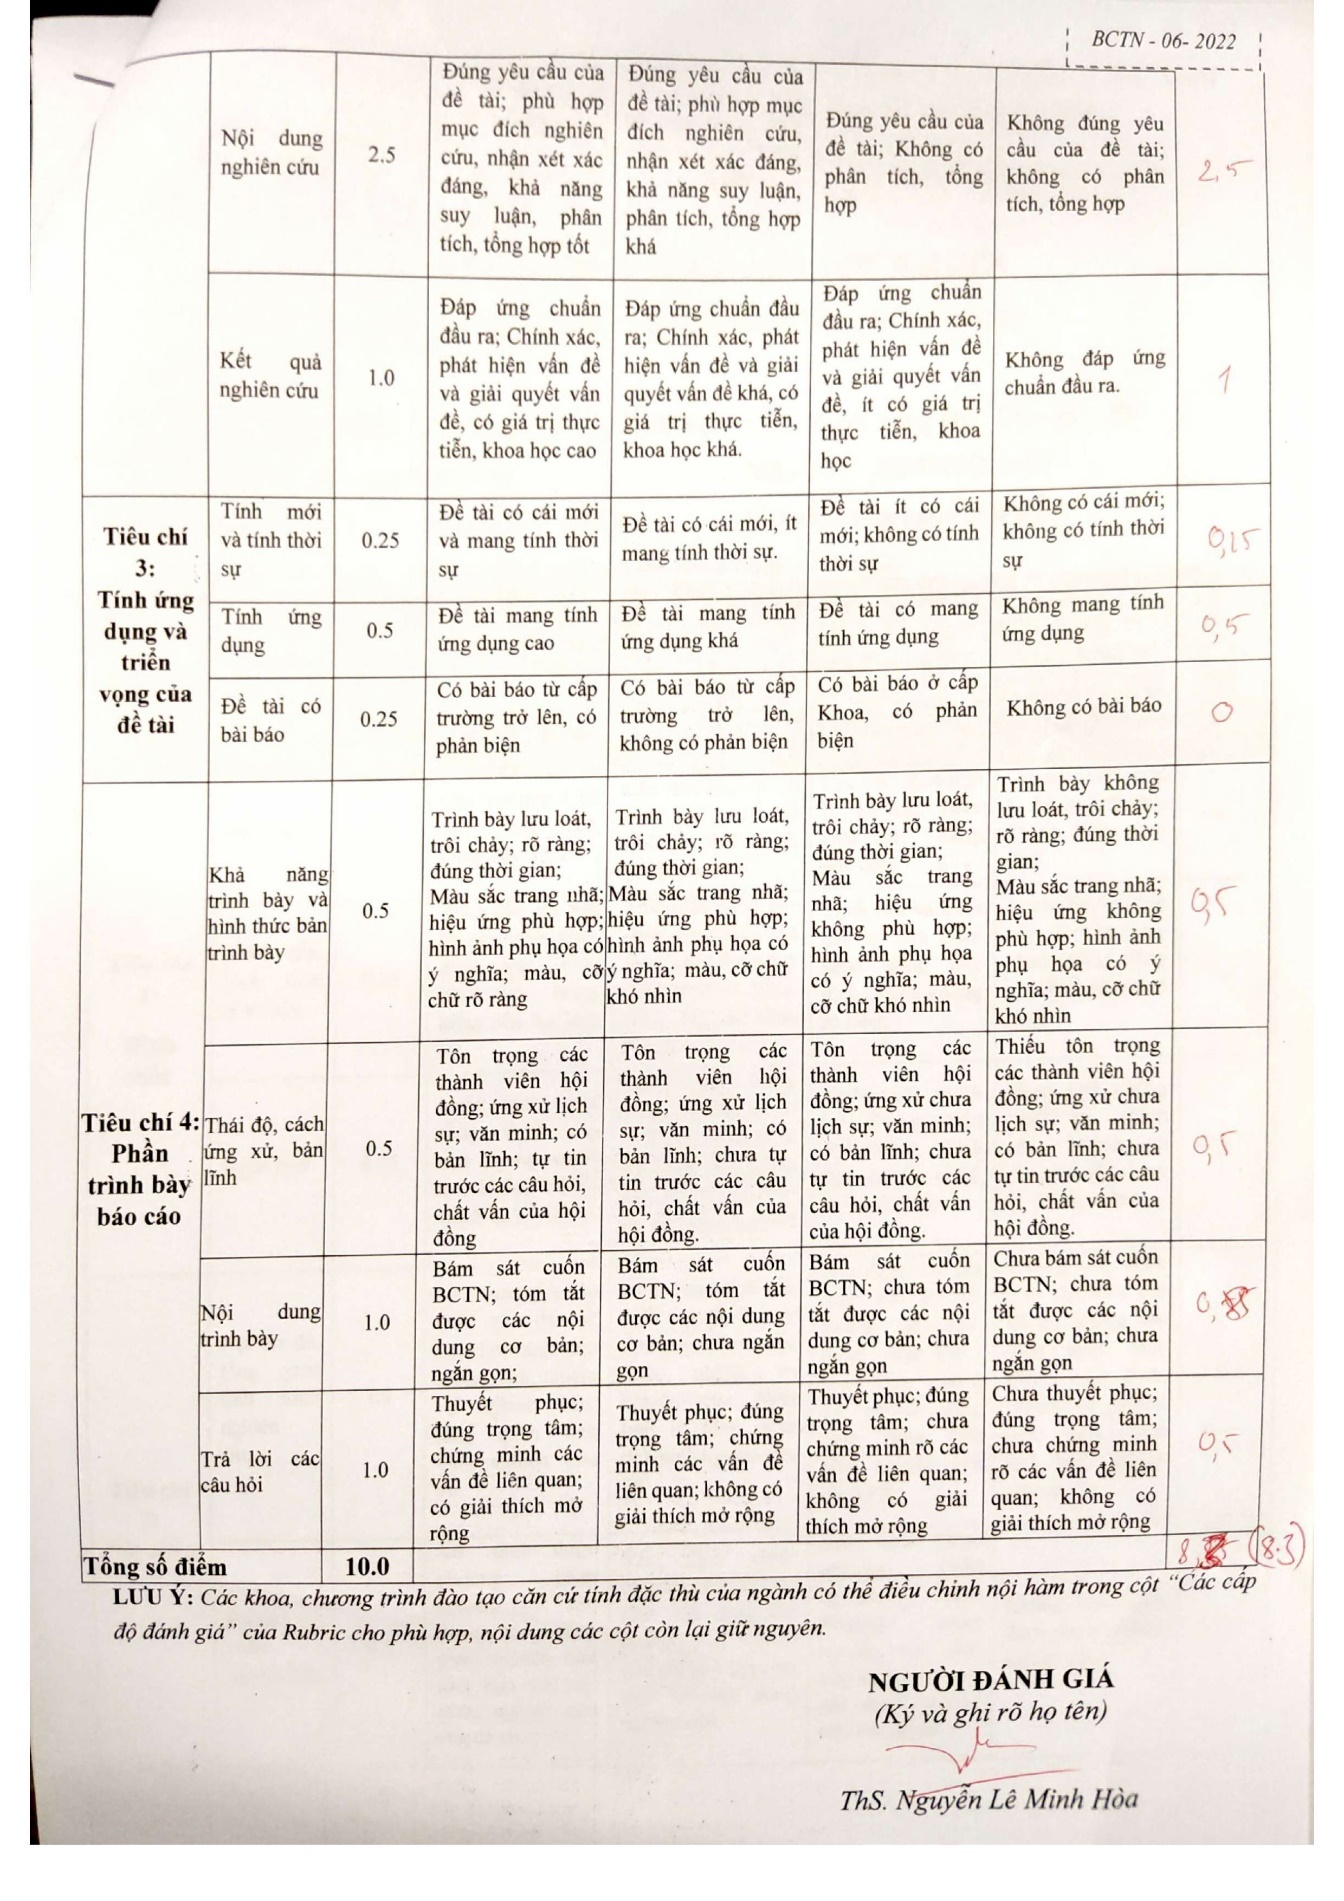 BCTN - 06- 2022
Nội dung
nghiên cứu
2.5
Đúng yêu cầu của
đề tài; phù hợp
mục đích nghiên
cứu, nhận xét xác
đáng, khả năng
suy luận, phân
tích, tổng hợp tốt
Đúng yêu cầu của
đề tài; phù hợp mục
đích nghiên cứu,
nhận xét xác đáng,
khả năng suy luận,
phân tích, tổng hợp
khá
Đúng yêu cầu của
đề tài; Không có
phân tích, tổng
hợp
Không đúng yêu
cầu của đề tài;
không có phân
tích, tổng hợp
2,5
Kết quả
nghiên cứu
1.0
Đáp ứng chuẩn
đầu ra; Chính xác,
phát hiện vấn đề
và giải quyết vấn
đề, có giá trị thực
tiễn, khoa học cao
Đáp ứng chuẩn đầu
ra; Chính xác, phát
hiện vấn đề và giải
quyết vấn đề khá, có
giá trị thực tiễn,
khoa học khá.
Đáp ứng chuẩn
đầu ra; Chính xác,
phát hiện vấn đề
và giải quyết vấn
đề, ít có giá trị
thực tiễn, khoa
học
Không đáp ứng
chuẩn đầu ra.
1
Tiêu chí
3:
Tính ứng
dụng và
triển
vọng của
đề tài
Tính mới
và tính thời
sự
0.25
Đề tài có cái mới
và mang tính thời
sự
Đề tài có cái mới, ít
mang tính thời sự.
Đề tài ít có cái
mới; không có tính
thời sự
Không có cái mới;
không có tính thời
sự
Tính ứng
dụng
0.5
Đề tài mang tính
ứng dụng cao
Đề tài mang tính
ứng dụng khá
Đề tài có mang
tính ứng dụng
Không mang tính
ứng dụng
0,5
Đề tài có
bài báo
0.25
Có bài báo từ cấp
trường trở lên, có
phản biện
Có bài báo từ cấp
trường trở lên,
không có phản biện
Có bài báo ở cấp
Khoa, có phản
biện
Không có bài báo
0
Tiêu chí 4:
Phần
trình bày
báo cáo
Khả năng
trình bày và
hình thức bản
trình bày
0.5
Trình bày lưu loát,
trôi chảy; rõ ràng;
đúng thời gian;
Màu sắc trang nhã;
hiệu ứng phù hợp;
hình ảnh phụ họa có
ý nghĩa; màu, cỡ
chữ rõ ràng
Trình bày lưu loát,
trôi chảy; rõ ràng;
đúng thời gian;
Màu sắc trang nhã;
hiệu ứng phù hợp;
hình ảnh phụ họa có
ý nghĩa; màu, cỡ chữ
khó nhìn
Trình bày lưu loát,
trôi chảy; rõ ràng;
đúng thời gian;
Màu sắc trang
nhã; hiệu ứng
không phù hợp;
hình ảnh phụ họa
có ý nghĩa; màu,
cỡ chữ khó nhìn
Trình bày không
lưu loát, trôi chảy;
rõ ràng; đúng thời
gian;
Màu sắc trang nhã;
hiệu ứng không
phù hợp; hình ảnh
phụ họa có ý
nghĩa; màu, cỡ chữ
khó nhìn
0,5
Thái độ, cách
ứng xử, bản
lĩnh
0.5
Tôn trọng các
thành viên hội
đồng; ứng xử lịch
sự; văn minh; có
bản lĩnh; tự tin
trước các câu hỏi,
chất vấn của hội
đồng
Tôn trọng các
thành viên hội
đồng; ứng xử lịch
sự; văn minh; có
bản lĩnh; chưa tự
tin trước các câu
hỏi, chất vấn của
hội đồng.
Tôn trọng các
thành viên hội
đồng; ứng xử chưa
lịch sự; văn minh;
có bản lĩnh; chưa
tự tin trước các
câu hỏi, chất vấn
của hội đồng.
Thiếu tôn trọng
các thành viên hội
đồng; ứng xử chưa
lịch sự; văn minh;
có bản lĩnh; chưa
tự tin trước các câu
hỏi, chất vấn của
hội đồng.
0,5
Nội dung
trình bày
1.0
Bám sát cuốn
BCTN; tóm tắt
được các nội
dung cơ bản;
ngắn gọn;
Bám sát cuốn
BCTN; tóm tắt
được các nội dung
cơ bản; chưa ngắn
gọn
Bám sát cuốn
BCTN; chưa tóm
tắt được các nội
dung cơ bản; chưa
ngắn gọn
Chưa bám sát cuốn
BCTN; chưa tóm
tắt được các nội
dung cơ bản; chưa
ngắn gọn
Trả lời các
câu hỏi
1.0
Thuyết phục;
đúng trọng tâm;
chứng minh các
vấn đề liên quan;
có giải thích mở
rộng
Thuyết phục; đúng
trọng tâm; chứng
minh các vấn đề
liên quan; không có
giải thích mở rộng
Thuyết phục; đúng
trọng tâm; chưa
chứng minh rõ các
vấn đề liên quan;
không có giải
thích mở rộng
Chưa thuyết phục;
đúng trọng tâm;
chưa chứng minh
rõ các vấn đề liên
quan; không có
giải thích mở rộng
0,5
Tổng số điểm
10.0
(8.3)
LƯU Ý: Các khoa, chương trình đào tạo căn cứ tính đặc thù của ngành có thể điều chỉnh nội hàm trong cột “Các cấp
độ đánh giá” của Rubric cho phù hợp, nội dung các cột còn lại giữ nguyên.
NGƯỜI ĐÁNH GIÁ
(Ký và ghi rõ họ tên)
ThS. Nguyễn Lê Minh Hòa